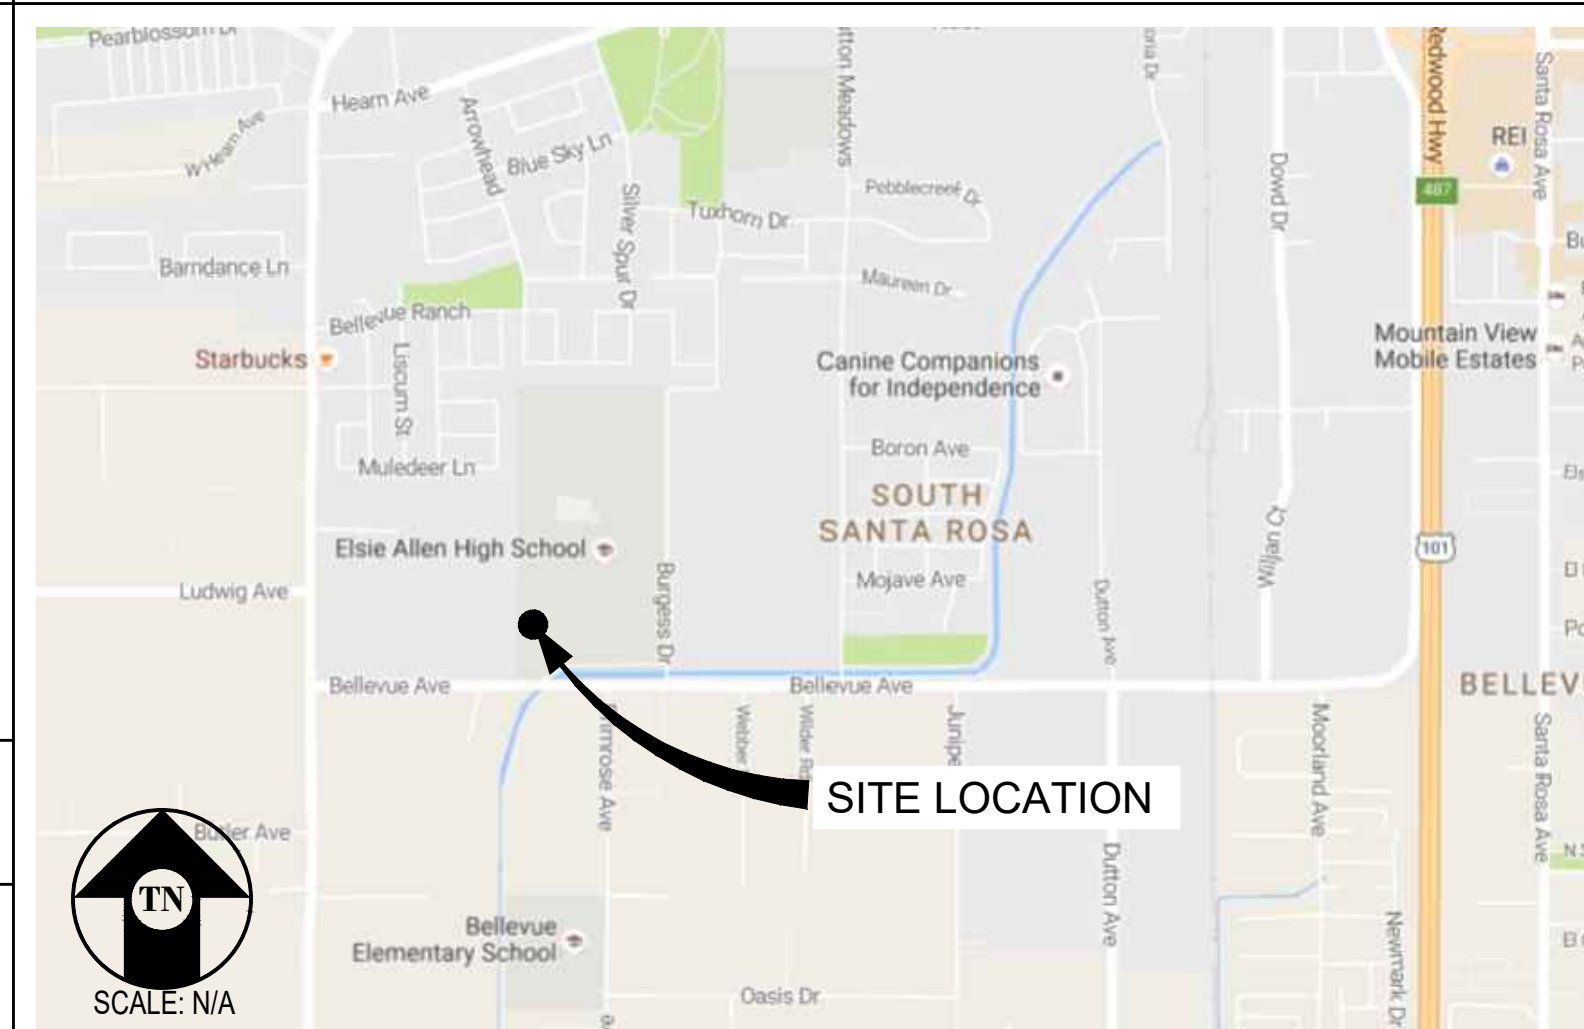 Pearblossom Dr
Hearn Ave
W Hearn Ave
Arrowhead
Blue Sky Ln
Silver Spur Dr
Tuxhorn Dr
Pebblecreek Dr
Maureen Dr
Dowd Dr
Redwood Hwy
487
REI
Santa Rosa Ave
Barndance Ln
Bellevue Ranch
Starbucks
Liscum St
Muledeer Ln
Canine Companions
for Independence
Mountain View
Mobile Estates
Boron Ave
SOUTH
SANTA ROSA
Elsie Allen High School
Mojave Ave
101
Wiljan Ct
Ludwig Ave
Burgess Dr
Dutton Ave
Bellevue Ave
Bellevue Ave
BELLEVU
Webber
Wilder Rd
Junipe
Moorland Ave
Santa Rosa Ave
SITE LOCATION
Butler Ave
TN
SCALE: N/A
Dutton Ave
Bellevue
Elementary School
Oasis Dr
Newmark Dr